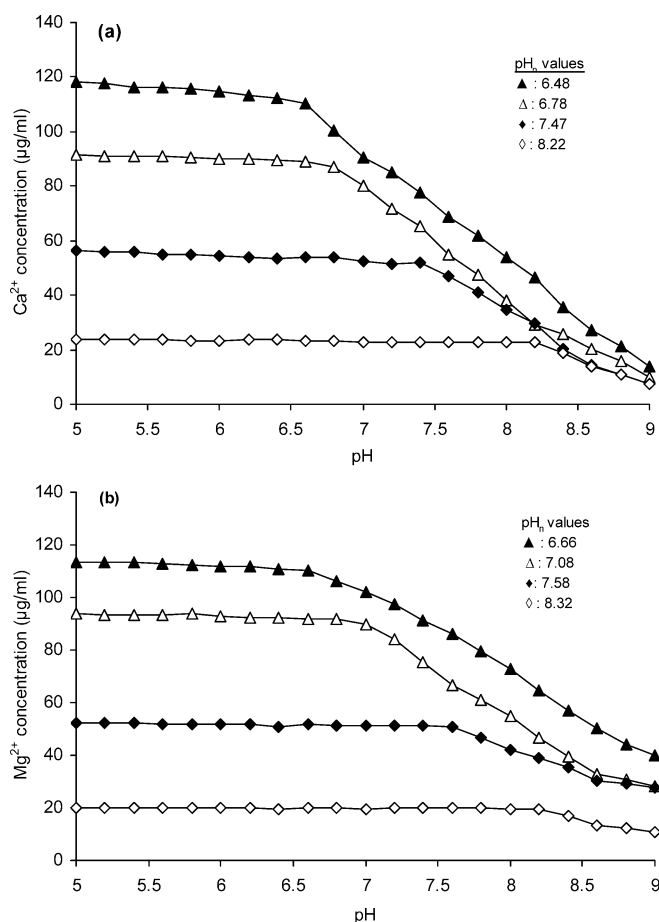 (a)
140
120
100
80
60
40
20
0
Ca²⁺ concentration (µg/ml)
5 5.5 6 6.5 7 7.5 8 8.5 9
pH
pHₙ values
▲ : 6.48
△ : 6.78
◆ : 7.47
◇ : 8.22
(b)
140
120
100
80
60
40
20
0
Mg²⁺ concentration (µg/ml)
5 5.5 6 6.5 7 7.5 8 8.5 9
pH
pHₙ values
▲ : 6.66
△ : 7.08
◆ : 7.58
◇ : 8.32